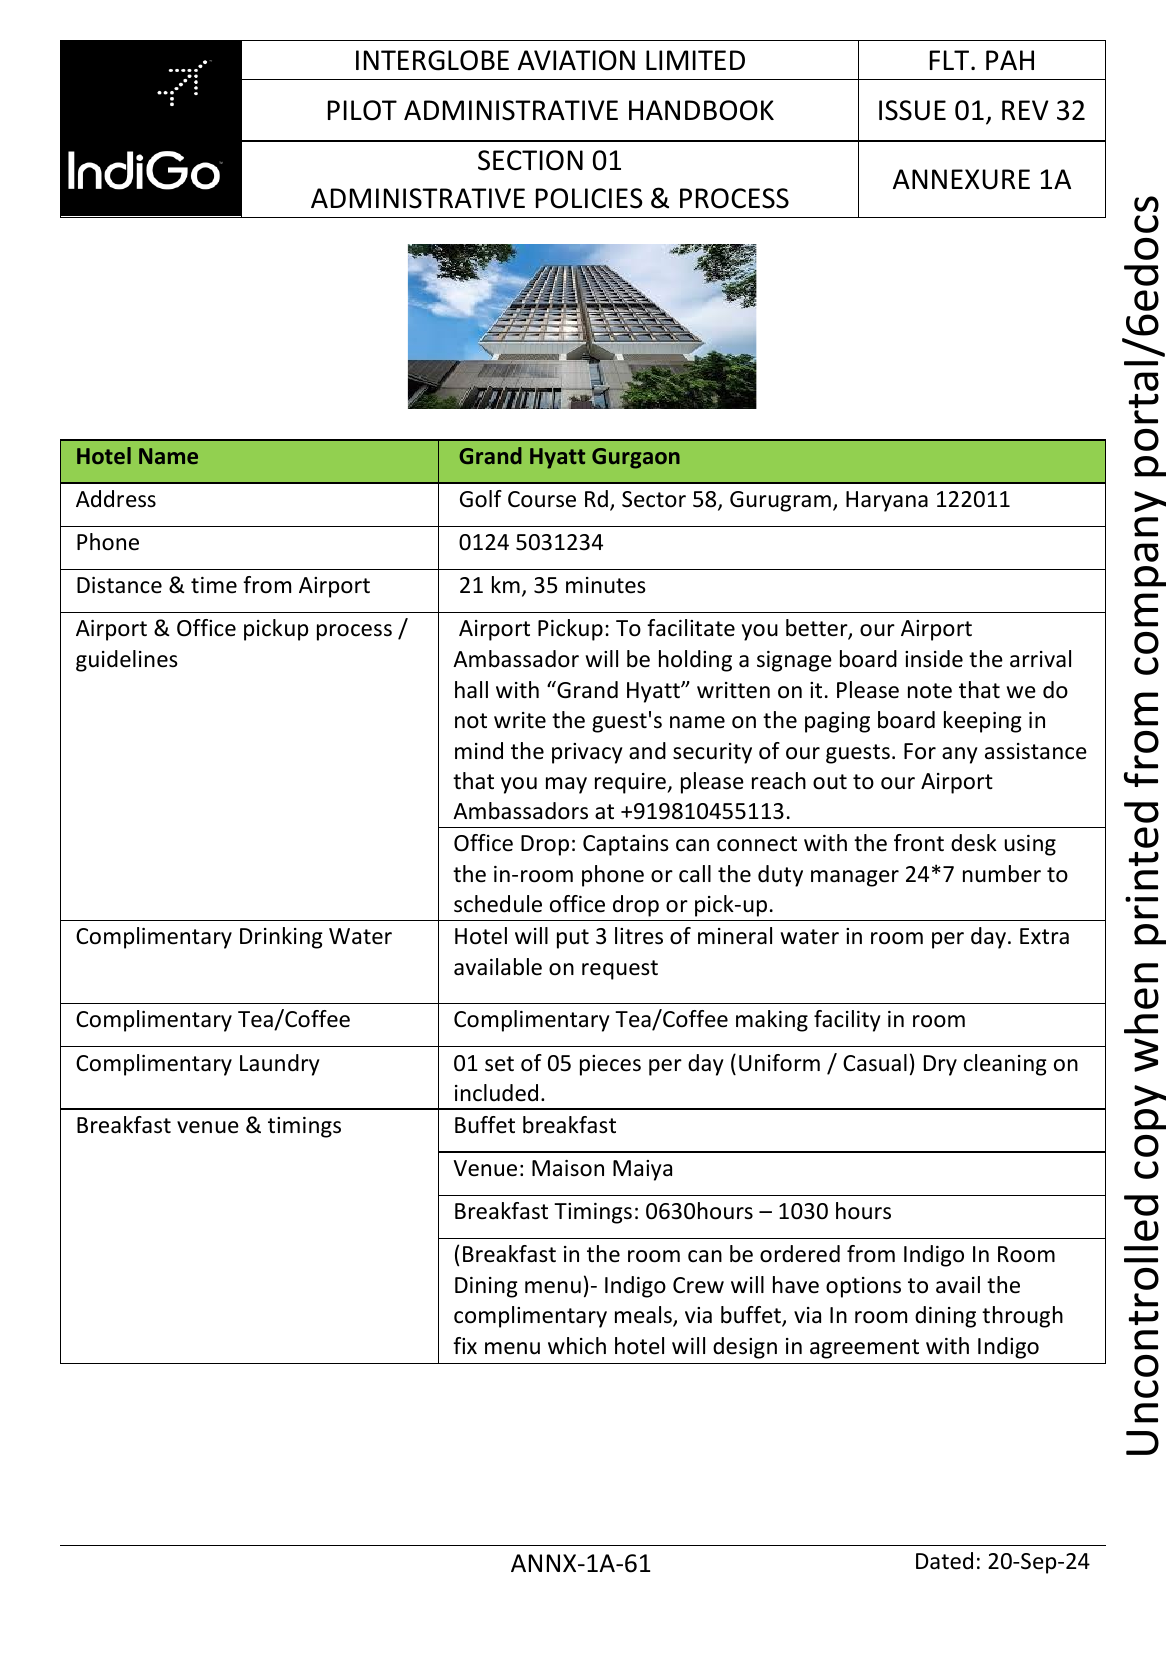 IndiGo
INTERGLOBE AVIATION LIMITED
FLT. PAH
PILOT ADMINISTRATIVE HANDBOOK
ISSUE 01, REV 32
SECTION 01
ADMINISTRATIVE POLICIES & PROCESS
ANNEXURE 1A
Hotel Name
Grand Hyatt Gurgaon
Address
Golf Course Rd, Sector 58, Gurugram, Haryana 122011
Phone
0124 5031234
Distance & time from Airport
21 km, 35 minutes
Airport & Office pickup process /
guidelines
Airport Pickup: To facilitate you better, our Airport
Ambassador will be holding a signage board inside the arrival
hall with “Grand Hyatt” written on it. Please note that we do
not write the guest's name on the paging board keeping in
mind the privacy and security of our guests. For any assistance
that you may require, please reach out to our Airport
Ambassadors at +919810455113.
Office Drop: Captains can connect with the front desk using
the in-room phone or call the duty manager 24*7 number to
schedule office drop or pick-up.
Complimentary Drinking Water
Hotel will put 3 litres of mineral water in room per day. Extra
available on request
Complimentary Tea/Coffee
Complimentary Tea/Coffee making facility in room
Complimentary Laundry
01 set of 05 pieces per day (Uniform / Casual) Dry cleaning on
included.
Breakfast venue & timings
Buffet breakfast
Venue: Maison Maiya
Breakfast Timings: 0630hours – 1030 hours
(Breakfast in the room can be ordered from Indigo In Room
Dining menu)- Indigo Crew will have options to avail the
complimentary meals, via buffet, via In room dining through
fix menu which hotel will design in agreement with Indigo
ANNX-1A-61
Dated: 20-Sep-24
Uncontrolled copy when printed from company portal/6edocs